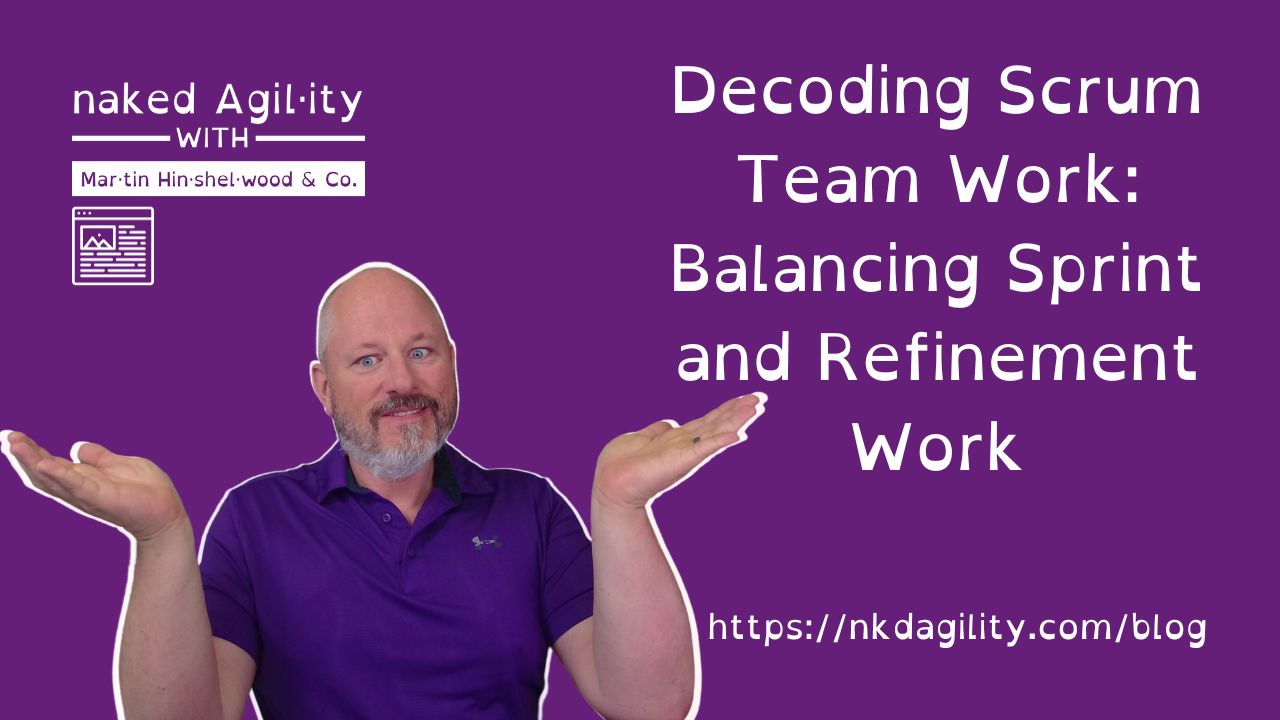 naked Agil·ity
WITH
Mar·tin Hin·shel·wood & Co.
Decoding Scrum
Team Work:
Balancing Sprint
and Refinement
Work
https://nkdagility.com/blog